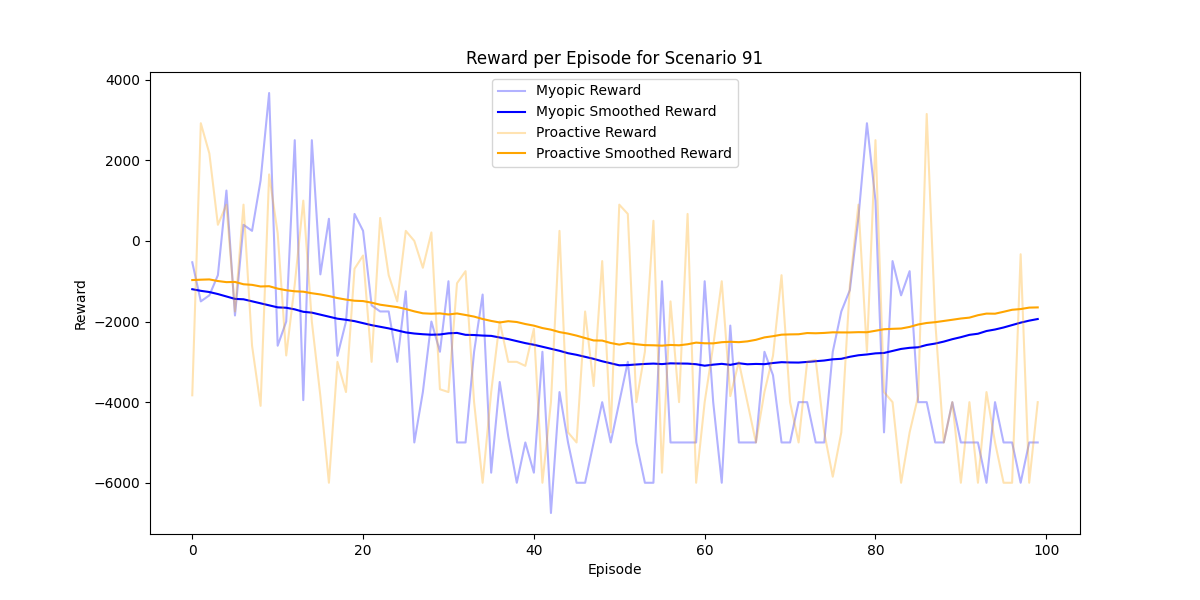 Reward per Episode for Scenario 91
Myopic Reward
Myopic Smoothed Reward
Proactive Reward
Proactive Smoothed Reward
Reward
4000
2000
0
−2000
−4000
−6000
0 20 40 60 80 100
Episode